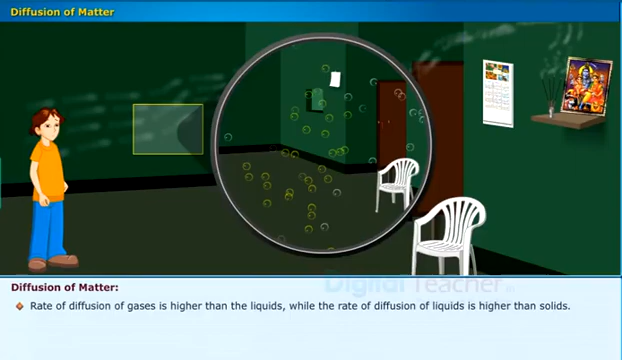 Diffusion of Matter
Diffusion of Matter:
Digital Teacher
Rate of diffusion of gases is higher than the liquids, while the rate of diffusion of liquids is higher than solids.